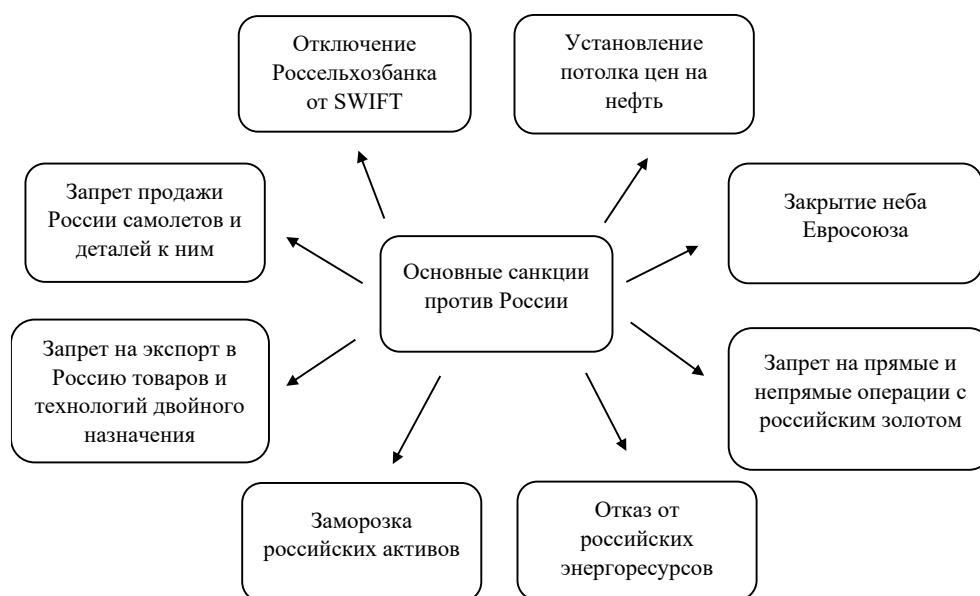 Отключение
Россельхозбанка
от SWIFT
Установление
потолка цен на
нефть
Запрет продажи
России самолетов и
деталей к ним
Закрытие неба
Евросоюза
Основные санкции
против России
Запрет на экспорт в
Россию товаров и
технологий двойного
назначения
Запрет на прямые и
непрямые операции с
российским золотом
Заморозка
российских активов
Отказ от
российских
энергоресурсов